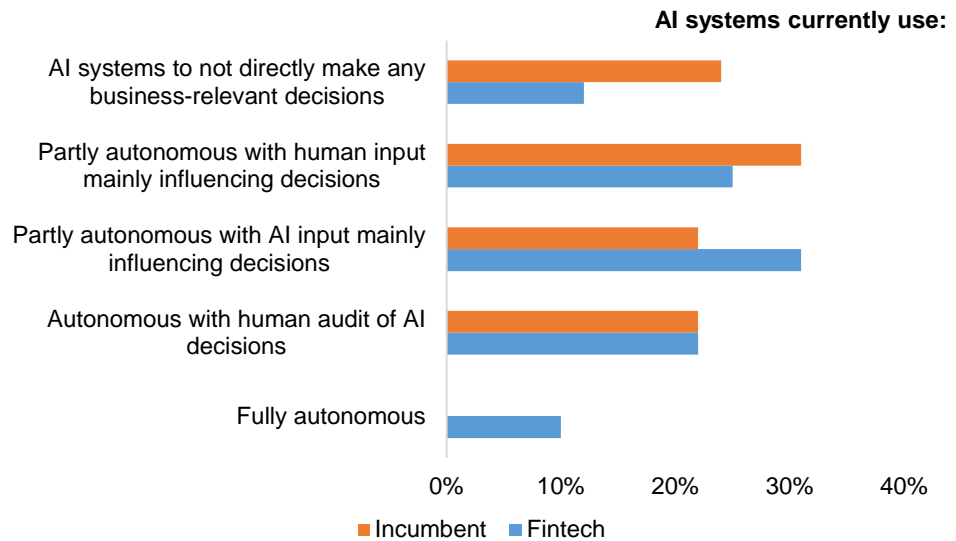 AI systems currently use:
AI systems to not directly make any
business-relevant decisions
Partly autonomous with human input
mainly influencing decisions
Partly autonomous with AI input mainly
influencing decisions
Autonomous with human audit of AI
decisions
Fully autonomous
0% 10% 20% 30% 40%
Incumbent Fintech